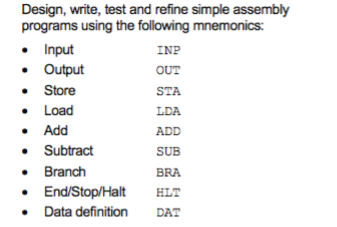 Design, write, test and refine simple assembly
programs using the following mnemonics:
• Input INP
• Output OUT
• Store STA
• Load LDA
• Add ADD
• Subtract SUB
• Branch BRA
• End/Stop/Halt HLT
• Data definition DAT